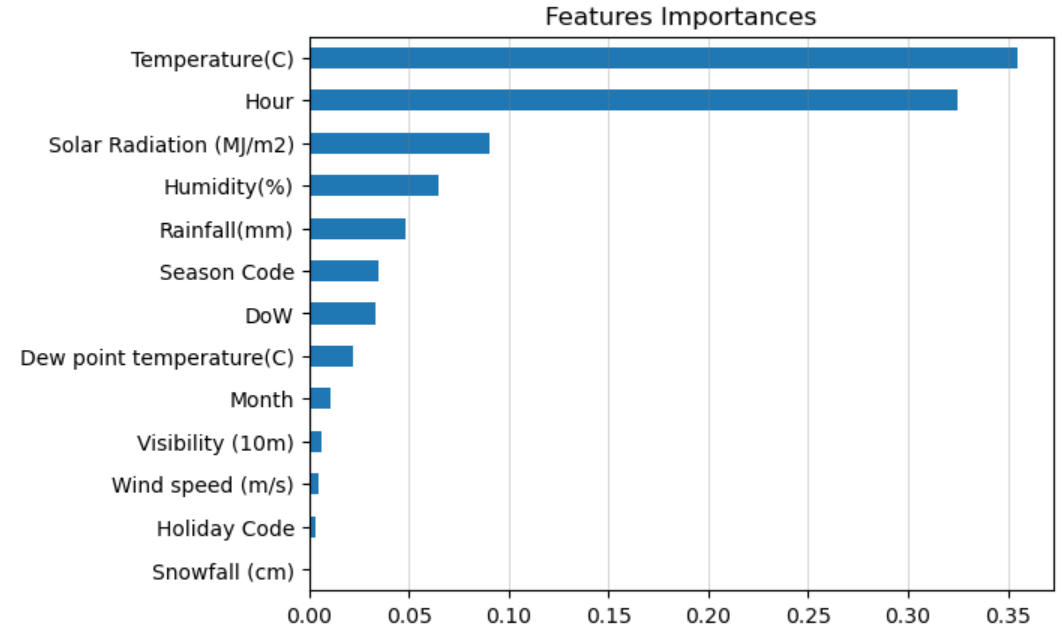 Features Importances
Temperature(C)
Hour
Solar Radiation (MJ/m2)
Humidity(%)
Rainfall(mm)
Season Code
DoW
Dew point temperature(C)
Month
Visibility (10m)
Wind speed (m/s)
Holiday Code
Snowfall (cm)
0.00 0.05 0.10 0.15 0.20 0.25 0.30 0.35